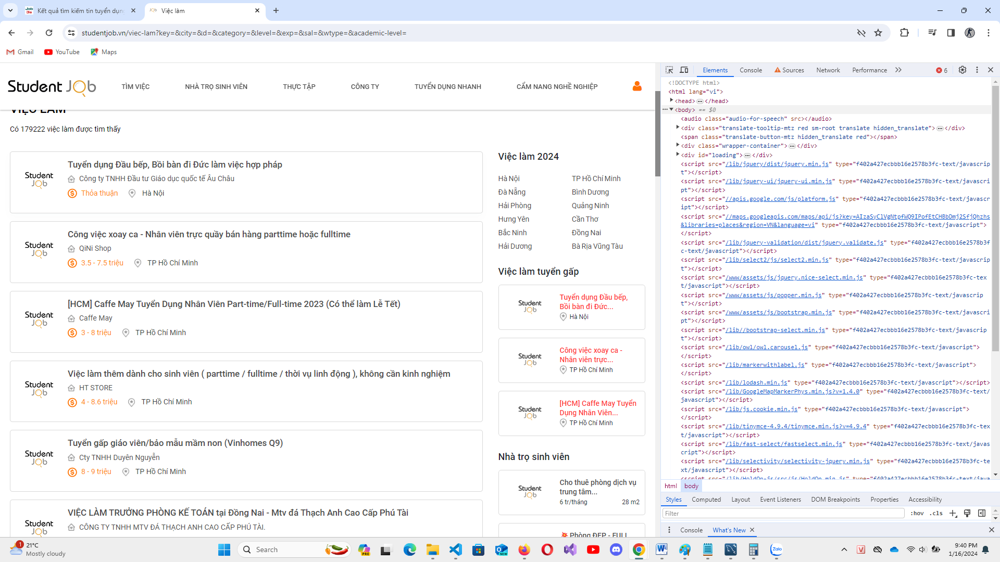 Kết quả tìm kiếm tin tuyển dụng
Việc làm
studentjob.vn/viec-lam?key=&city=&d=&category=&level=&exp=&sal=&wtype=&academic-level=
Gmail
YouTube
Maps
Student Job
TÌM VIỆC
NHÀ TRỌ SINH VIÊN
THỰC TẬP
CÔNG TY
TUYỂN DỤNG NHANH
CẨM NANG NGHỀ NGHIỆP
VIỆC LÀM
Có 179222 việc làm được tìm thấy
Student Job
Tuyển dụng Đầu bếp, Bồi bàn đi Đức làm việc hợp pháp
Công ty TNHH Đầu tư Giáo dục quốc tế Âu Châu
Thỏa thuận
Hà Nội
Student Job
Công việc xoay ca - Nhân viên trực quầy bán hàng parttime hoặc fulltime
QiNi Shop
3.5 - 7.5 triệu
TP Hồ Chí Minh
Student Job
[HCM] Caffe May Tuyển Dụng Nhân Viên Part-time/Full-time 2023 (Có thể làm Lễ Tết)
Caffe May
3 - 8 triệu
TP Hồ Chí Minh
Student Job
Việc làm thêm dành cho sinh viên ( parttime / fulltime / thời vụ linh động ), không cần kinh nghiệm
HT STORE
4 - 8.6 triệu
TP Hồ Chí Minh
Student Job
Tuyển gấp giáo viên/bảo mẫu mầm non (Vinhomes Q9)
Cty TNHH Duyên Nguyễn
8 - 9 triệu
TP Hồ Chí Minh
Student Job
VIỆC LÀM TRƯỞNG PHÒNG KẾ TOÁN tại Đồng Nai - Mtv đá Thạch Anh Cao Cấp Phú Tài
CÔNG TY TNHH MTV ĐÁ THẠCH ANH CAO CẤP PHÚ TÀI.
Việc làm 2024
Hà Nội
TP Hồ Chí Minh
Đà Nẵng
Bình Dương
Hải Phòng
Quảng Ninh
Hưng Yên
Cần Thơ
Bắc Ninh
Đồng Nai
Hải Dương
Bà Rịa Vũng Tàu
Việc làm tuyển gấp
Student Job
Tuyển dụng Đầu bếp,
Bồi bàn đi Đức...
Hà Nội
Student Job
Công việc xoay ca -
Nhân viên trực...
TP Hồ Chí Minh
Student Job
[HCM] Caffe May Tuyển
Dụng Nhân Viên...
TP Hồ Chí Minh
Nhà trọ sinh viên
Student Job
Cho thuê phòng dịch vụ
trung tâm...
6 tr/tháng
28 m2
Phòng ĐẸP - FULL
Elements
Console
Sources
Network
Performance
6
<!DOCTYPE html>
<html lang="vi">
<head>…</head>
<body> == $0
<audio class="audio-for-speech" src></audio>
<div class="translate-tooltip-mtz red sm-root translate hidden_translate">…</div>
<span class="translate-button-mtz hidden_translate red"></span>
<div class="wrapper-container">…</div>
<div id="loading">…</div>
<script src="/lib/jquery/dist/jquery.min.js" type="f402a427ecbbb16e2578b3fc-text/javascrip
t"></script>
<script src="/lib/jquery-ui/jquery-ui.min.js" type="f402a427ecbbb16e2578b3fc-text/javascri
pt"></script>
<script src="//apis.google.com/js/platform.js" type="f402a427ecbbb16e2578b3fc-text/javascr
ipt"></script>
<script src="//maps.googleapis.com/maps/api/js?key=AIzaSyClVgNtpfWQ9IPofEtCHBbDmj2SfjQhzhs
&libraries=places&region=VN&language=vi" type="f402a427ecbbb16e2578b3fc-text/javascript">
</script>
<script src="/lib/jquery-validation/dist/jquery.validate.js" type="f402a427ecbbb16e2578b3f
c-text/javascript"></script>
<script src="/lib/select2/js/select2.min.js" type="f402a427ecbbb16e2578b3fc-text/javascrip
t"></script>
<script src="/www/assets/js/jquery.nice-select.min.js" type="f402a427ecbbb16e2578b3fc-tex
t/javascript"></script>
<script src="/www/assets/js/popper.min.js" type="f402a427ecbbb16e2578b3fc-text/javascrip
t"></script>
<script src="/www/assets/js/bootstrap.min.js" type="f402a427ecbbb16e2578b3fc-text/javascri
pt"></script>
<script src="/lib//bootstrap-select.min.js" type="f402a427ecbbb16e2578b3fc-text/javascrip
t"></script>
<script src="/lib/owl/owl.carousel.js" type="f402a427ecbbb16e2578b3fc-text/javascript">
</script>
<script src="/lib/markerwithlabel.js" type="f402a427ecbbb16e2578b3fc-text/javascript">
</script>
<script src="/lib/lodash.min.js" type="f402a427ecbbb16e2578b3fc-text/javascript"></script>
<script src="/lib/GoogleMapMarkerPhys.min.js?v=1.4.0" type="f402a427ecbbb16e2578b3fc-text/
javascript"></script>
<script src="/lib/js.cookie.min.js" type="f402a427ecbbb16e2578b3fc-text/javascript">
</script>
<script src="/lib/tinymce-4.9.4/tinymce.min.js?v=4.9.4" type="f402a427ecbbb16e2578b3fc-tex
t/javascript"></script>
<script src="/lib/fast-select/fastselect.min.js" type="f402a427ecbbb16e2578b3fc-text/javas
cript"></script>
<script src="/lib/selectivity/selectivity-jquery.min.js" type="f402a427ecbbb16e2578b3fc-te
xt/javascript"></script>
<script src="/lib/HoldOn-js/src/js/HoldOn.min.js" type="f402a427ecbbb16e2578b3fc-text/java
html
body
Styles
Computed
Layout
Event Listeners
DOM Breakpoints
Properties
Accessibility
Filter
:hov
.cls
Console
What's New
1
21°C
Mostly cloudy
Search
PRE
NEW
Zalo
9:40 PM
1/16/2024